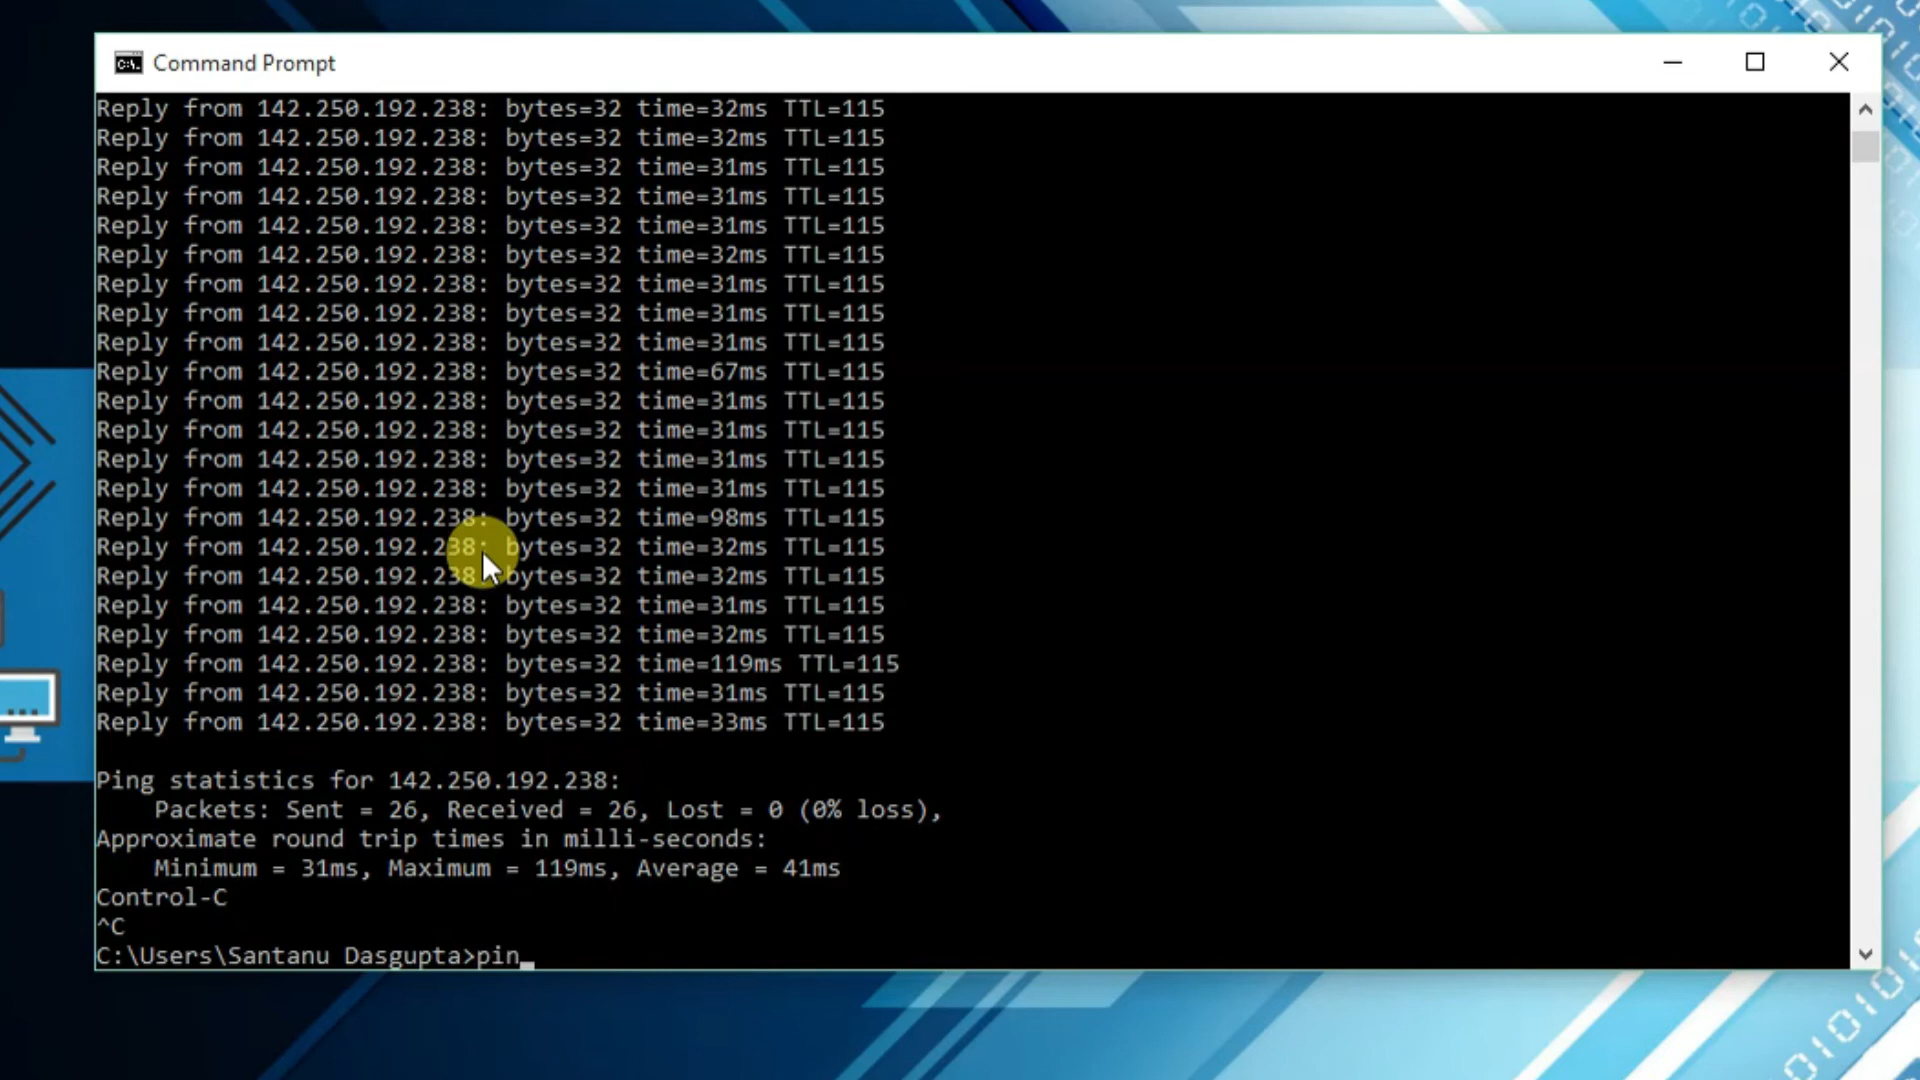 Command Prompt
Reply from 142.250.192.238: bytes=32 time=32ms TTL=115
Reply from 142.250.192.238: bytes=32 time=32ms TTL=115
Reply from 142.250.192.238: bytes=32 time=31ms TTL=115
Reply from 142.250.192.238: bytes=32 time=31ms TTL=115
Reply from 142.250.192.238: bytes=32 time=31ms TTL=115
Reply from 142.250.192.238: bytes=32 time=32ms TTL=115
Reply from 142.250.192.238: bytes=32 time=31ms TTL=115
Reply from 142.250.192.238: bytes=32 time=31ms TTL=115
Reply from 142.250.192.238: bytes=32 time=31ms TTL=115
Reply from 142.250.192.238: bytes=32 time=67ms TTL=115
Reply from 142.250.192.238: bytes=32 time=31ms TTL=115
Reply from 142.250.192.238: bytes=32 time=31ms TTL=115
Reply from 142.250.192.238: bytes=32 time=31ms TTL=115
Reply from 142.250.192.238: bytes=32 time=31ms TTL=115
Reply from 142.250.192.238: bytes=32 time=98ms TTL=115
Reply from 142.250.192.238: bytes=32 time=32ms TTL=115
Reply from 142.250.192.238: bytes=32 time=32ms TTL=115
Reply from 142.250.192.238: bytes=32 time=31ms TTL=115
Reply from 142.250.192.238: bytes=32 time=32ms TTL=115
Reply from 142.250.192.238: bytes=32 time=119ms TTL=115
Reply from 142.250.192.238: bytes=32 time=31ms TTL=115
Reply from 142.250.192.238: bytes=32 time=33ms TTL=115
Ping statistics for 142.250.192.238:
Packets: Sent = 26, Received = 26, Lost = 0 (0% loss),
Approximate round trip times in milli-seconds:
Minimum = 31ms, Maximum = 119ms, Average = 41ms
Control-C
^C
C:\Users\Santanu Dasgupta>pin